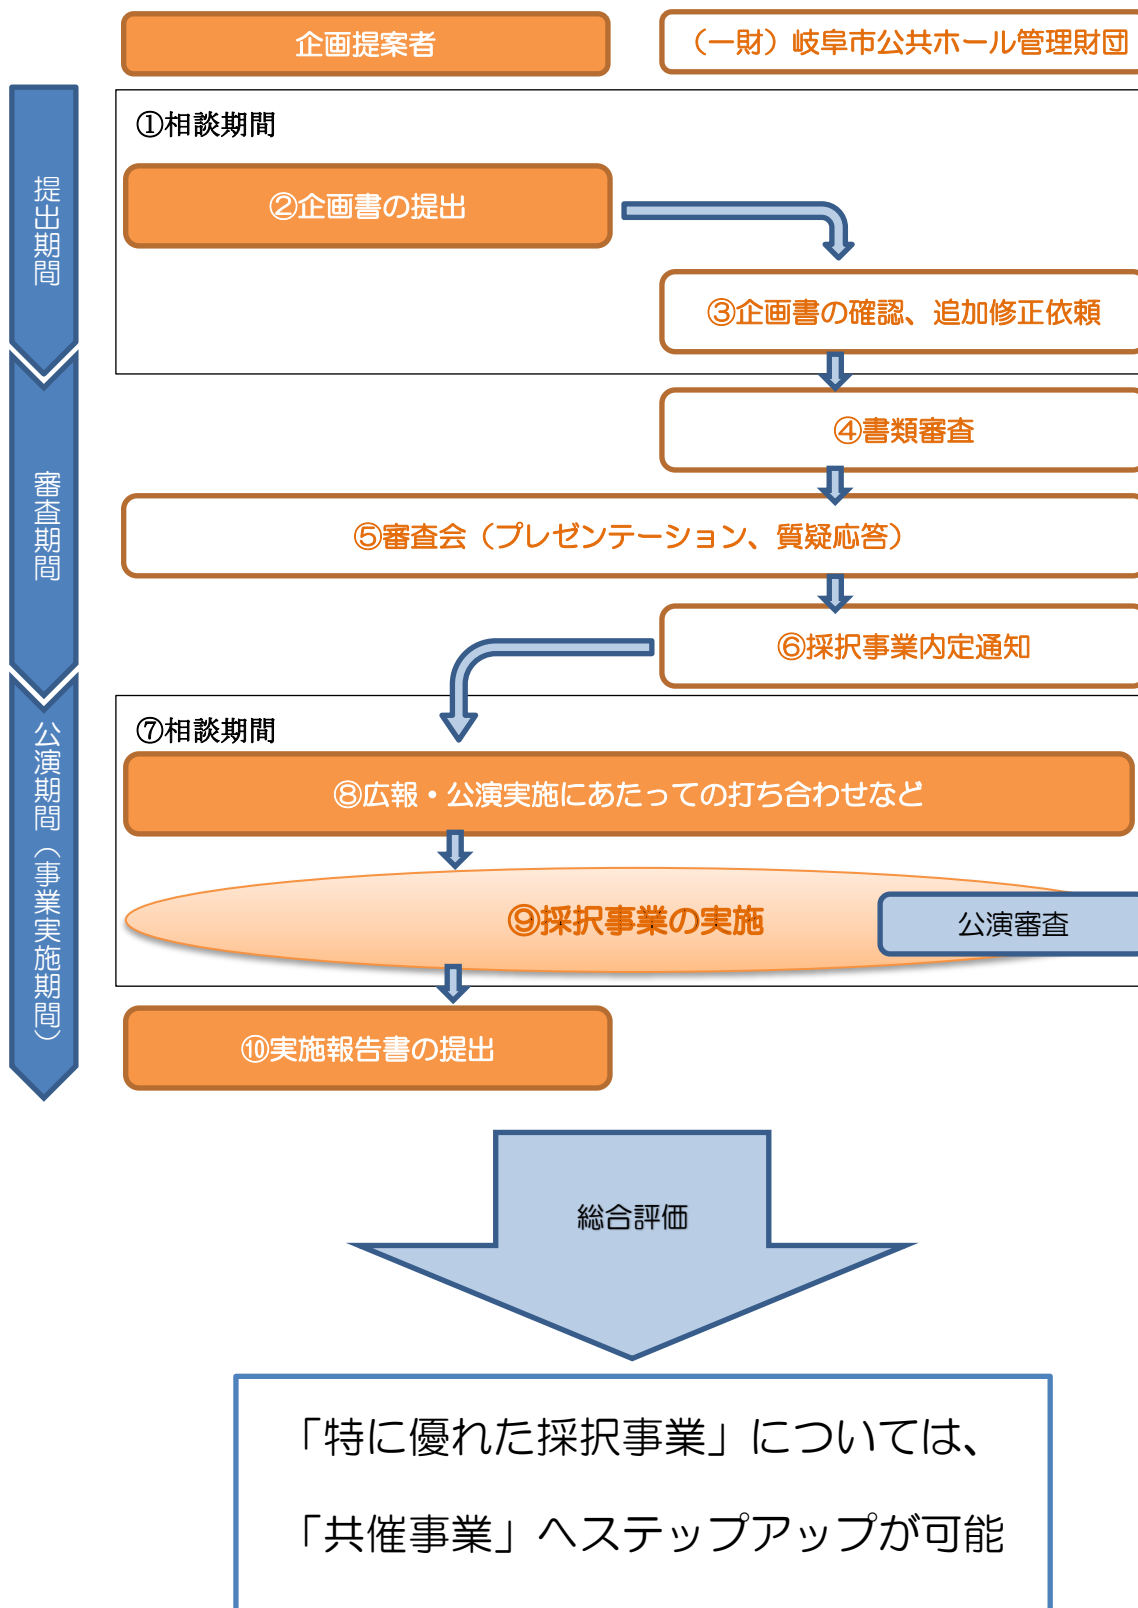 企画提案者
（一財）岐阜市公共ホール管理財団
提出期間
①相談期間
②企画書の提出
③企画書の確認、追加修正依頼
審査期間
④書類審査
⑤審査会（プレゼンテーション、質疑応答）
⑥採択事業内定通知
公演期間（事業実施期間）
⑦相談期間
⑧広報・公演実施にあたっての打ち合わせなど
⑨採択事業の実施
公演審査
⑩実施報告書の提出
総合評価
「特に優れた採択事業」については、
「共催事業」へステップアップが可能